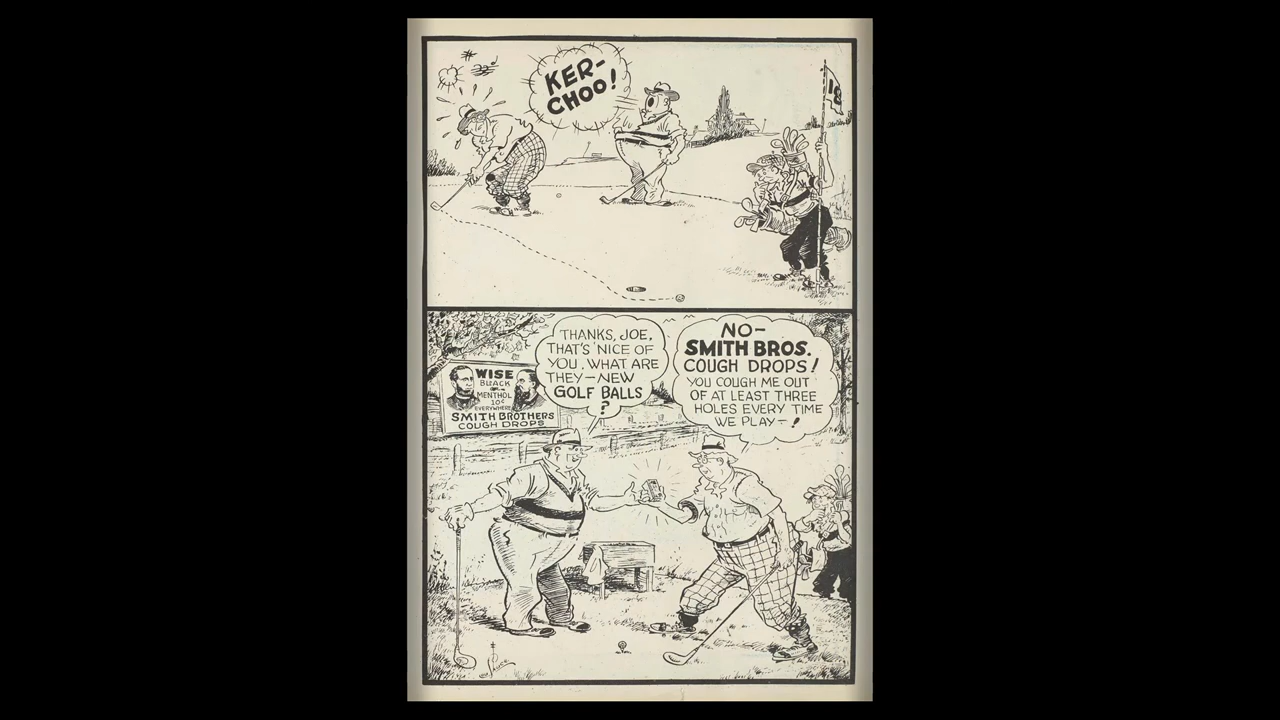 KER-
CHOO!
18
THANKS, JOE,
THAT'S NICE OF
YOU. WHAT ARE
THEY—NEW
GOLF BALLS
?
NO—
SMITH BROS.
COUGH DROPS!
YOU COUGH ME OUT
OF AT LEAST THREE
HOLES EVERY TIME
WE PLAY—!
WISE
BLACK
OR
MENTHOL
10¢
EVERYWHERE
SMITH BROTHERS
COUGH DROPS